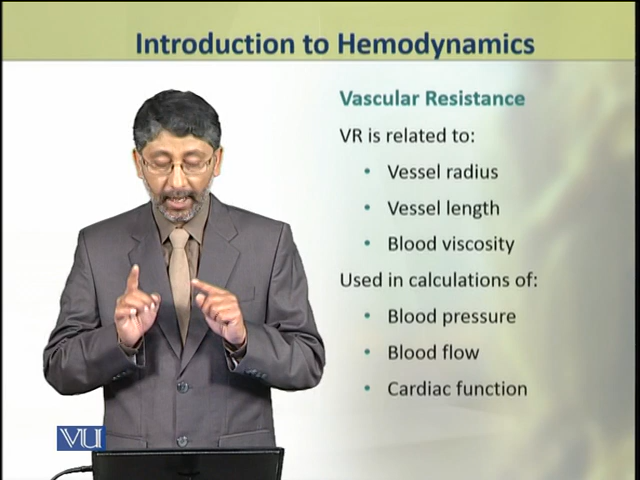 Introduction to Hemodynamics
Vascular Resistance
VR is related to:
• Vessel radius
• Vessel length
• Blood viscosity
Used in calculations of:
• Blood pressure
• Blood flow
• Cardiac function
VU